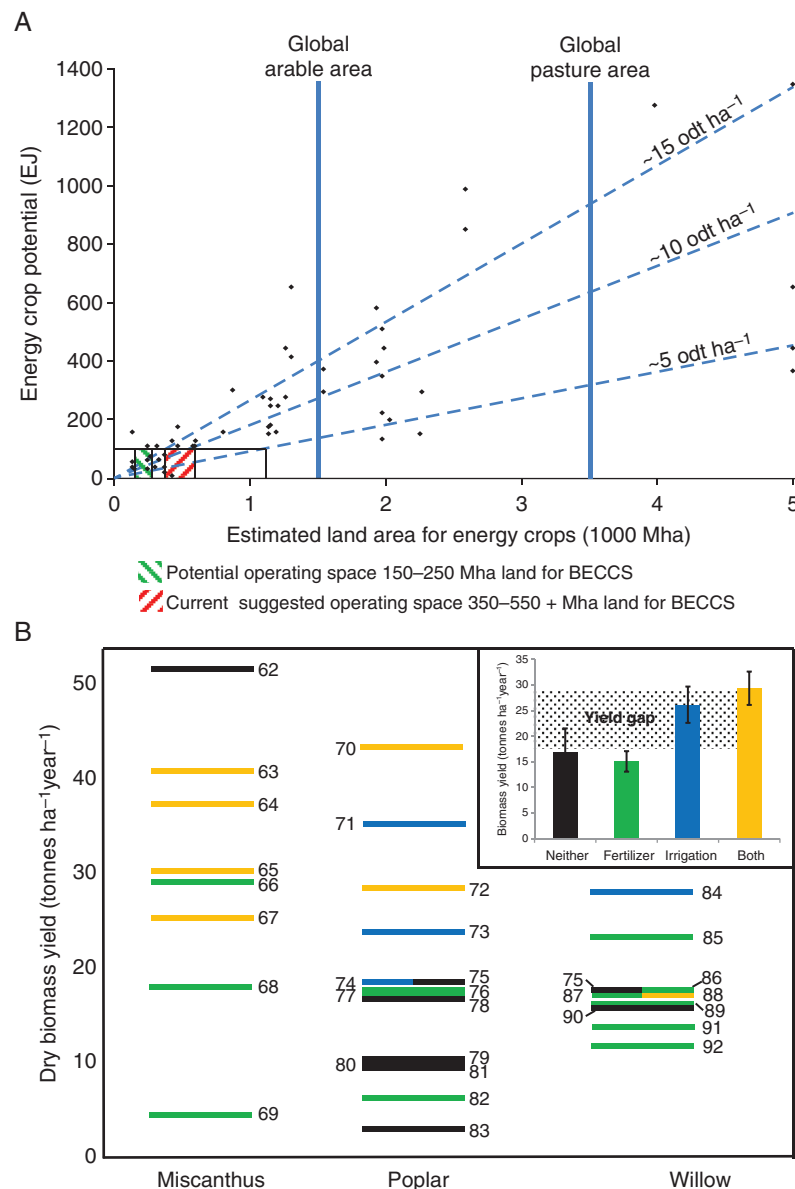 A
Global
arable area
Global
pasture area
1400
1200
1000
800
600
400
200
0
Energy crop potential (EJ)
~15 odt ha⁻¹
~10 odt ha⁻¹
~5 odt ha⁻¹
0 1 2 3 4 5
Estimated land area for energy crops (1000 Mha)
Potential operating space 150–250 Mha land for BECCS
Current suggested operating space 350–550 + Mha land for BECCS
B
Dry biomass yield (tonnes ha⁻¹year⁻¹)
50
40
30
20
10
0
62
63
64
65
66
67
68
69
Miscanthus
70
71
72
73
74 75
77 76
78
80 79
81
82
83
Poplar
84
85
75 86
87 88
90 89
91
92
Willow
Biomass yield (tonnes ha⁻¹year⁻¹)
35
30
25
20
15
10
5
0
Yield gap
Neither Fertilizer Irrigation Both